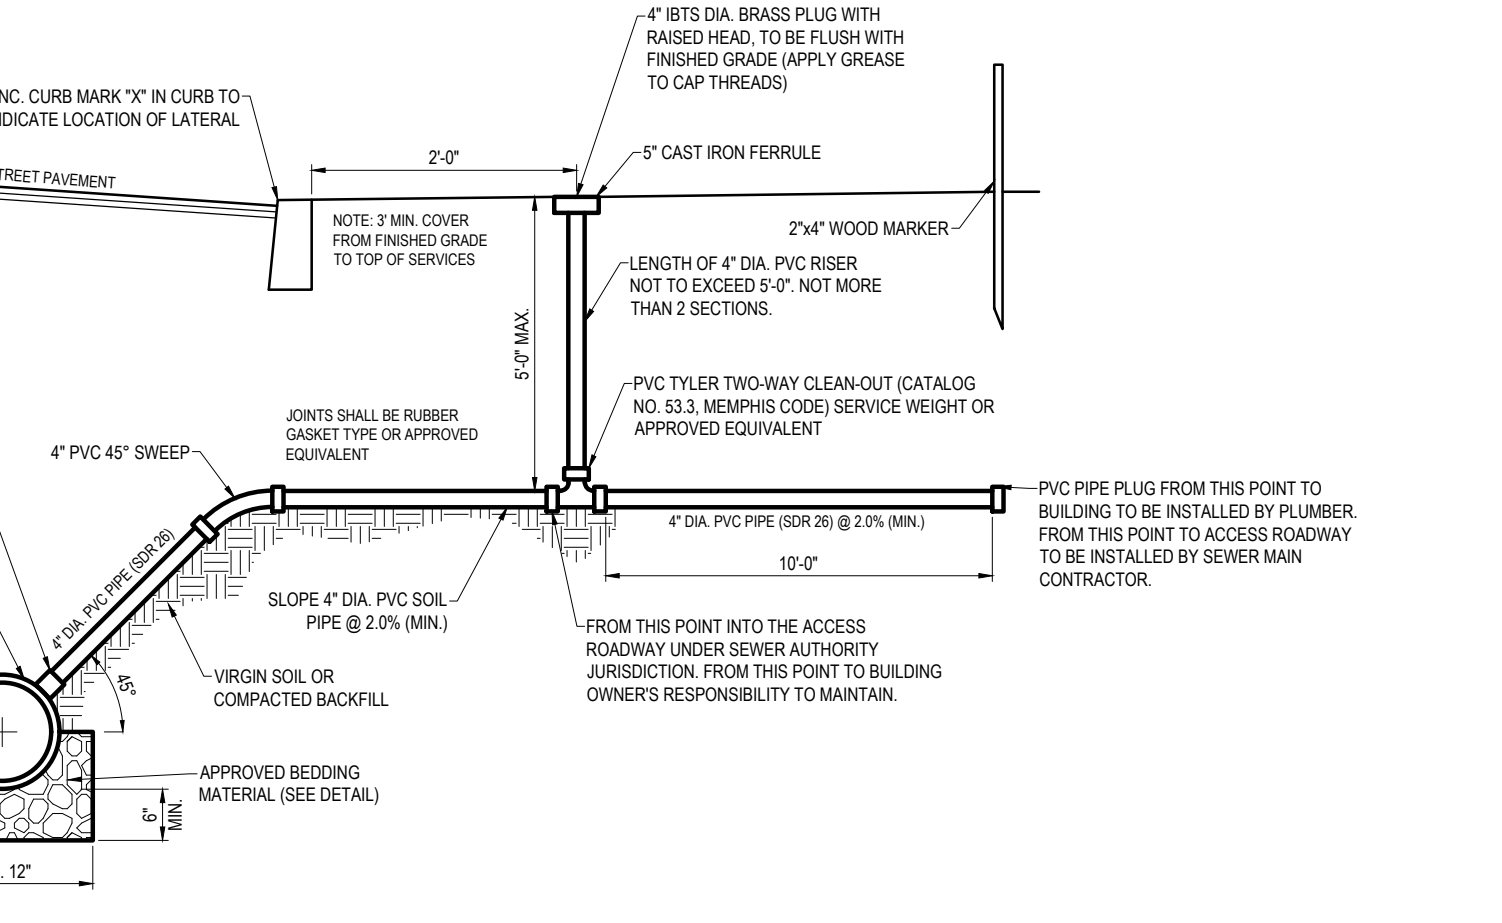 4" IBTS DIA. BRASS PLUG WITH
RAISED HEAD, TO BE FLUSH WITH
FINISHED GRADE (APPLY GREASE
TO CAP THREADS)
NC. CURB MARK "X" IN CURB TO
NDICATE LOCATION OF LATERAL
2'-0"
5" CAST IRON FERRULE
TREET PAVEMENT
NOTE: 3' MIN. COVER
FROM FINISHED GRADE
TO TOP OF SERVICES
2"x4" WOOD MARKER
LENGTH OF 4" DIA. PVC RISER
NOT TO EXCEED 5'-0". NOT MORE
THAN 2 SECTIONS.
5'-0" MAX.
PVC TYLER TWO-WAY CLEAN-OUT (CATALOG
NO. 53.3, MEMPHIS CODE) SERVICE WEIGHT OR
APPROVED EQUIVALENT
JOINTS SHALL BE RUBBER
GASKET TYPE OR APPROVED
EQUIVALENT
4" PVC 45° SWEEP
PVC PIPE PLUG FROM THIS POINT TO
BUILDING TO BE INSTALLED BY PLUMBER.
FROM THIS POINT TO ACCESS ROADWAY
TO BE INSTALLED BY SEWER MAIN
CONTRACTOR.
4" DIA. PVC PIPE (SDR 26) @ 2.0% (MIN.)
10'-0"
4" DIA. PVC PIPE (SDR 26)
SLOPE 4" DIA. PVC SOIL
PIPE @ 2.0% (MIN.)
FROM THIS POINT INTO THE ACCESS
ROADWAY UNDER SEWER AUTHORITY
JURISDICTION. FROM THIS POINT TO BUILDING
OWNER'S RESPONSIBILITY TO MAINTAIN.
VIRGIN SOIL OR
COMPACTED BACKFILL
45°
APPROVED BEDDING
MATERIAL (SEE DETAIL)
6"
MIN.
. 12"